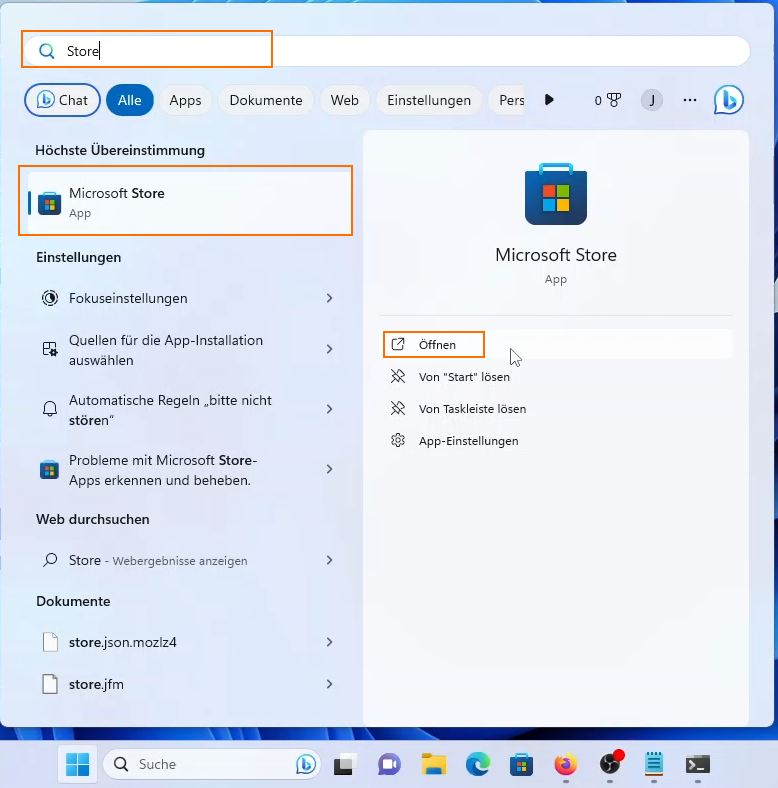 Store
Chat
Alle
Apps
Dokumente
Web
Einstellungen
Pers
0
J
Höchste Übereinstimmung
Microsoft Store
App
Einstellungen
Fokuseinstellungen
Quellen für die App-Installation
auswählen
Automatische Regeln „bitte nicht
stören“
Probleme mit Microsoft Store-
Apps erkennen und beheben.
Web durchsuchen
Store - Webergebnisse anzeigen
Dokumente
store.json.mozlz4
store.jfm
Microsoft Store
App
Öffnen
Von "Start" lösen
Von Taskleiste lösen
App-Einstellungen
Suche